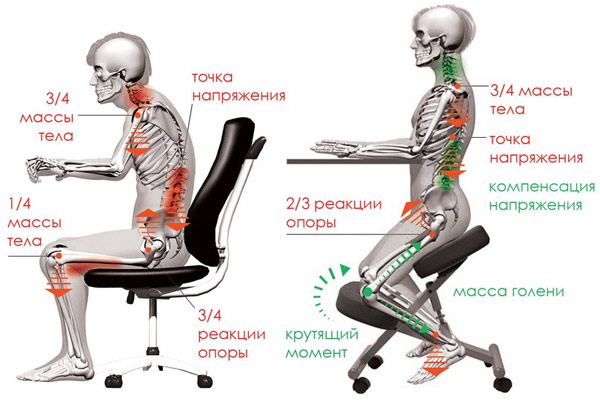 3/4
массы
тела
точка
напряжения
1/4
массы
тела
3/4
реакции
опоры
3/4 массы
тела
точка
напряжения
компенсация
напряжения
2/3 реакции
опоры
масса голени
крутящий
момент